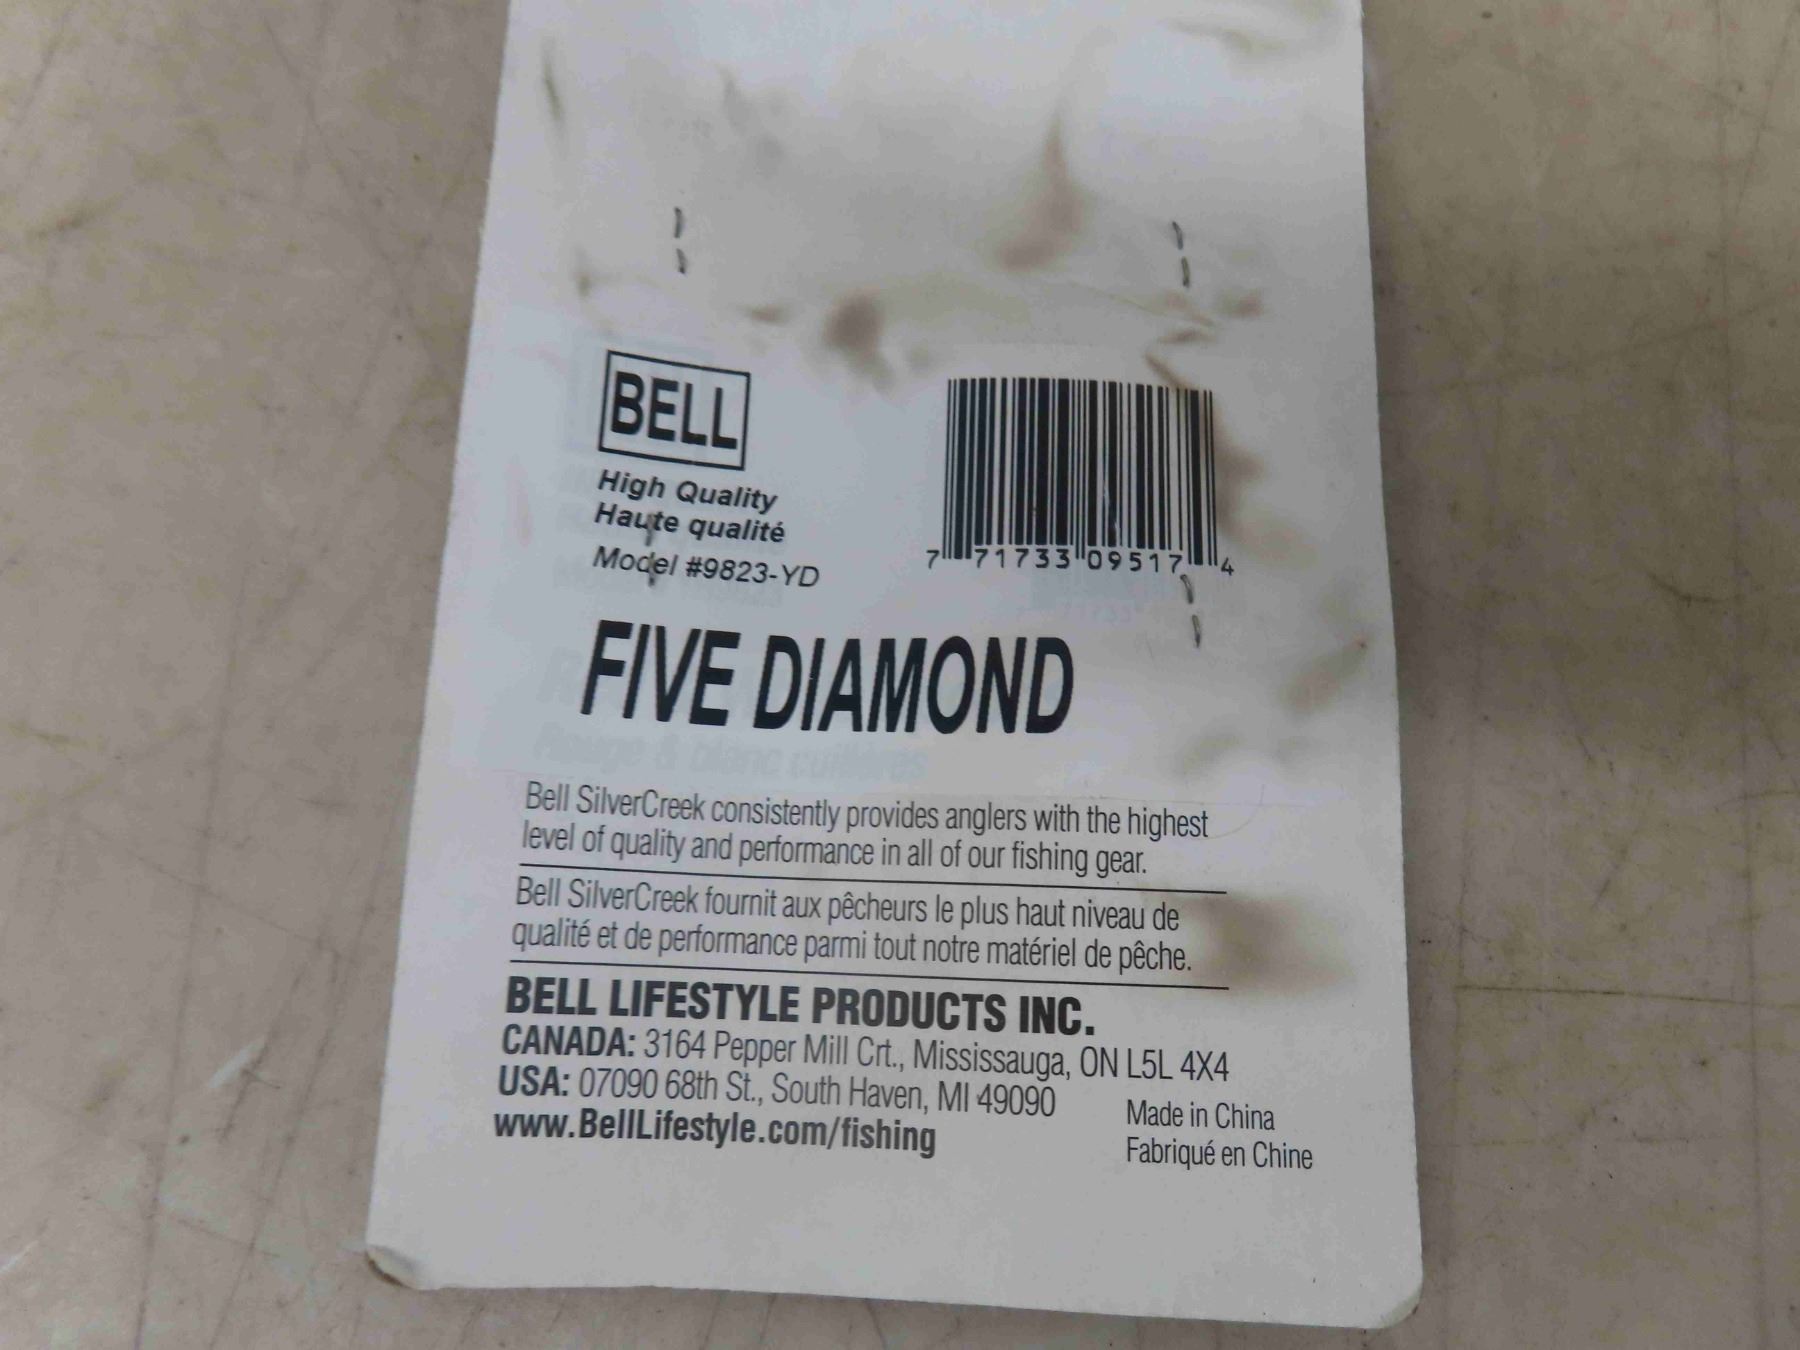 BELL
High Quality
Haute qualité
Model #9823-YD
7 71733 09517 4
FIVE DIAMOND
Rouge & blanc cuillères
Bell SilverCreek consistently provides anglers with the highest
level of quality and performance in all of our fishing gear.
Bell SilverCreek fournit aux pêcheurs le plus haut niveau de
qualité et de performance parmi tout notre matériel de pêche.
BELL LIFESTYLE PRODUCTS INC.
CANADA: 3164 Pepper Mill Crt., Mississauga, ON L5L 4X4
USA: 07090 68th St., South Haven, MI 49090
www.BellLifestyle.com/fishing
Made in China
Fabriqué en Chine